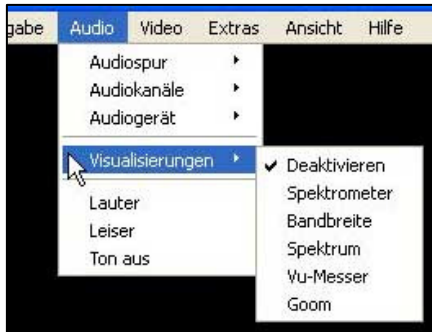 gabe Audio Video Extras Ansicht Hilfe
Audiospur
Audiokanäle
Audiogerät
Visualisierungen
Deaktivieren
Spektrometer
Bandbreite
Spektrum
Vu-Messer
Goom
Lauter
Leiser
Ton aus